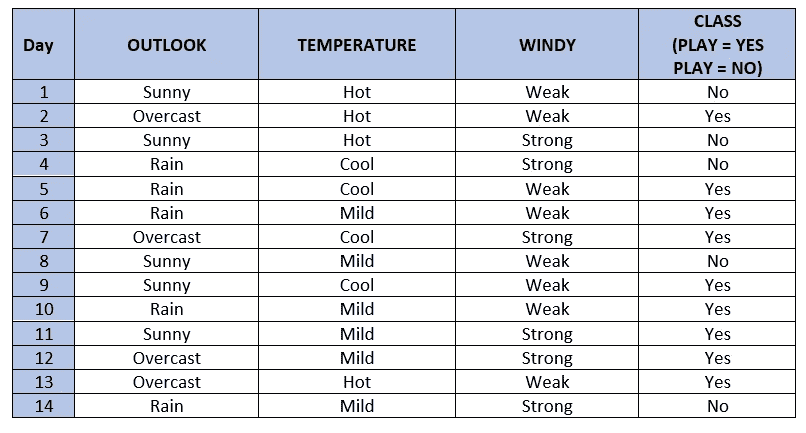 Day OUTLOOK TEMPERATURE WINDY CLASS
(PLAY = YES
PLAY = NO)
1 Sunny Hot Weak No
2 Overcast Hot Weak Yes
3 Sunny Hot Strong No
4 Rain Cool Strong No
5 Rain Cool Weak Yes
6 Rain Mild Weak Yes
7 Overcast Cool Strong Yes
8 Sunny Mild Weak No
9 Sunny Cool Weak Yes
10 Rain Mild Weak Yes
11 Sunny Mild Strong Yes
12 Overcast Mild Strong Yes
13 Overcast Hot Weak Yes
14 Rain Mild Strong No